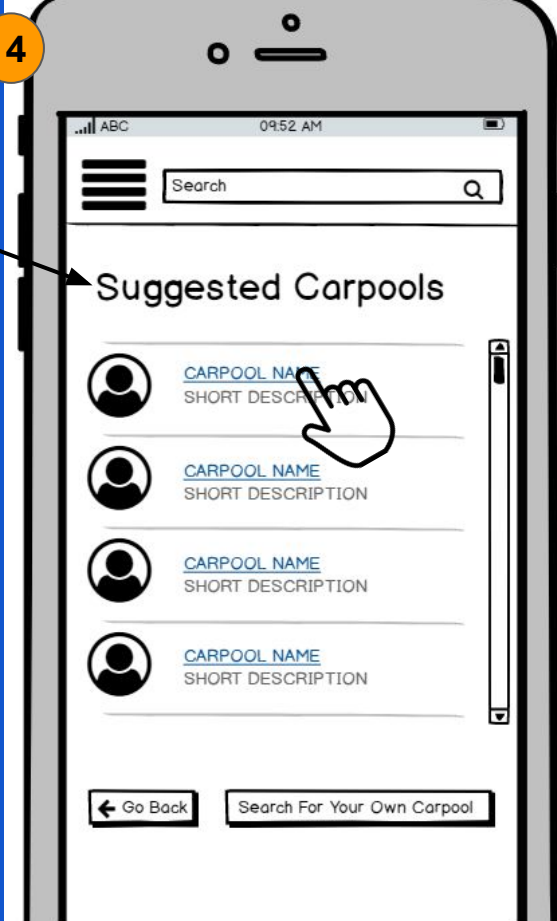 4
ABC 09:52 AM
Search
Suggested Carpools
CARPOOL NAME
SHORT DESCRIPTION
CARPOOL NAME
SHORT DESCRIPTION
CARPOOL NAME
SHORT DESCRIPTION
CARPOOL NAME
SHORT DESCRIPTION
Go Back Search For Your Own Carpool